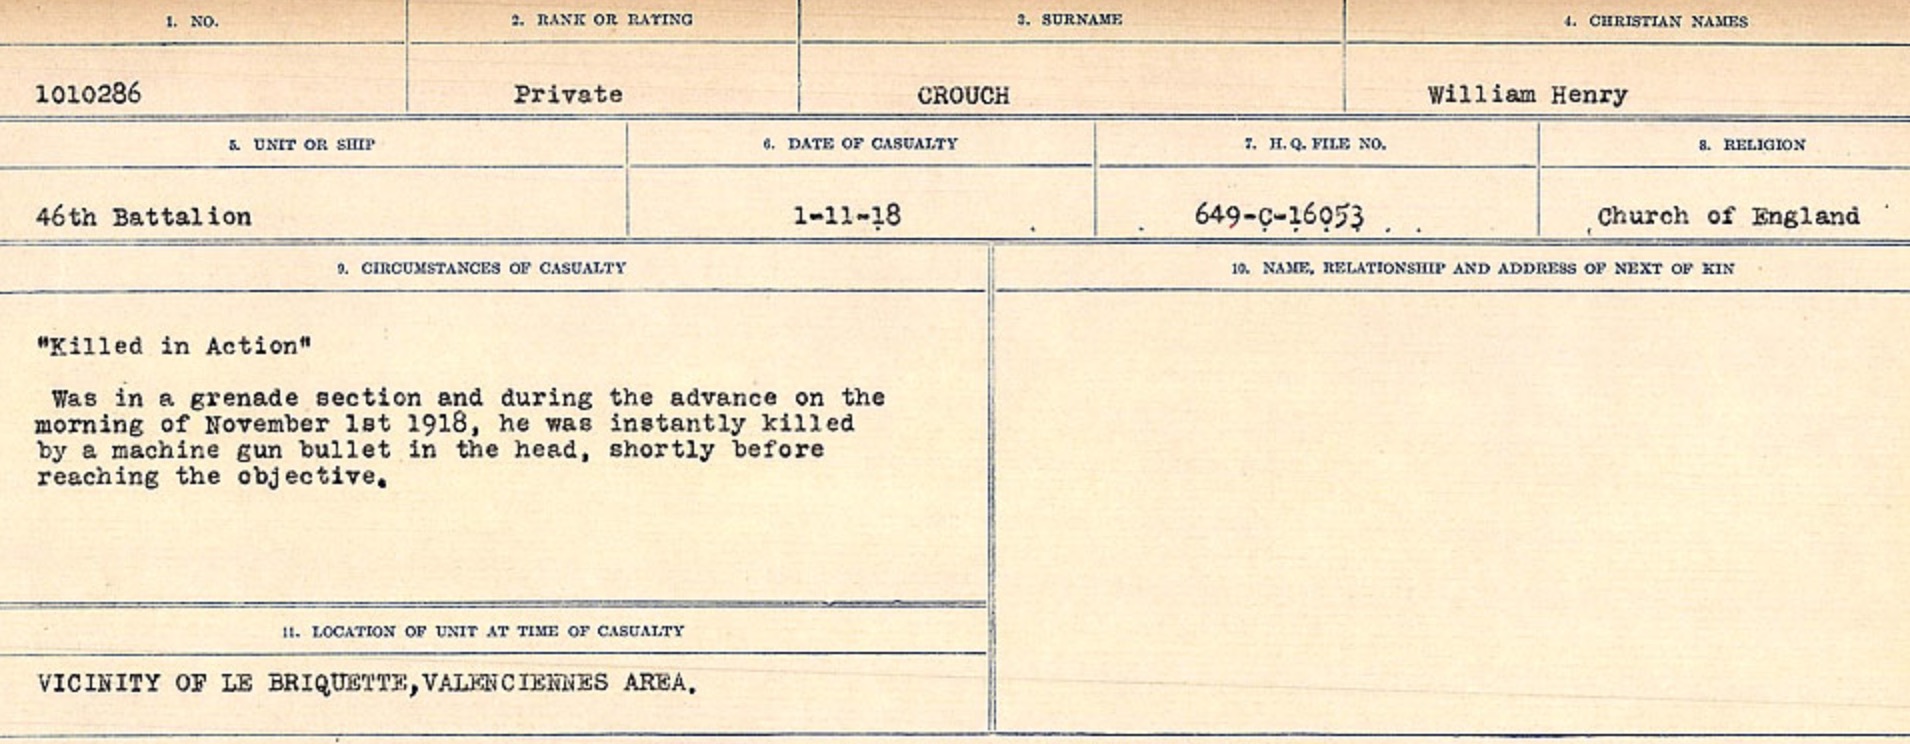 1. NO.
2. RANK OR RATING
3. SURNAME
4. CHRISTIAN NAMES
1010286
Private
CROUCH
William Henry
5. UNIT OR SHIP
6. DATE OF CASUALTY
7. H. Q. FILE NO.
8. RELIGION
46th Battalion
1-11-18
649-C-16053
Church of England
9. CIRCUMSTANCES OF CASUALTY
10. NAME, RELATIONSHIP AND ADDRESS OF NEXT OF KIN
"Killed in Action"
Was in a grenade section and during the advance on the
morning of November 1st 1918, he was instantly killed
by a machine gun bullet in the head, shortly before
reaching the objective.
11. LOCATION OF UNIT AT TIME OF CASUALTY
VICINITY OF LE BRIQUETTE,VALENCIENNES AREA.